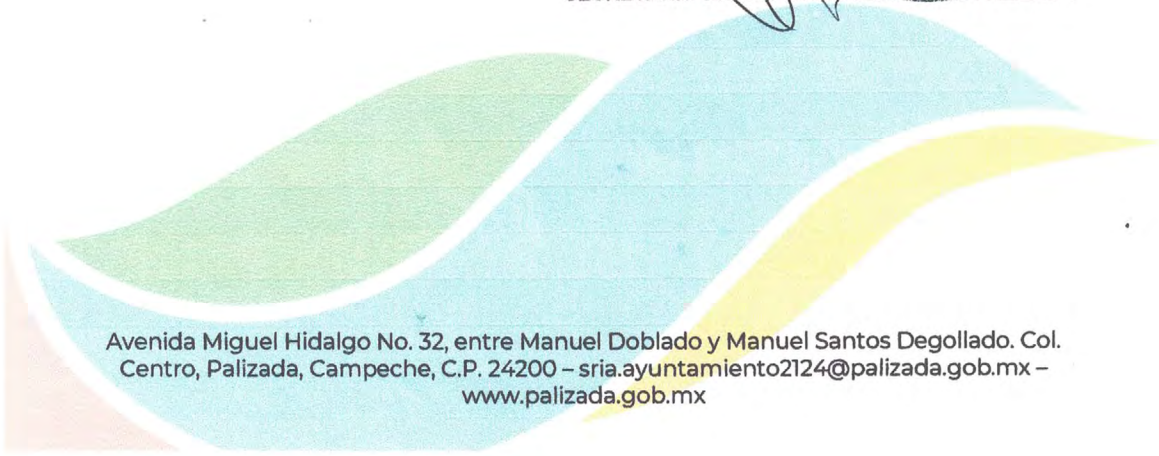 Avenida Miguel Hidalgo No. 32, entre Manuel Doblado y Manuel Santos Degollado. Col.
Centro, Palizada, Campeche, C.P. 24200 – sria.ayuntamiento2124@palizada.gob.mx –
www.palizada.gob.mx